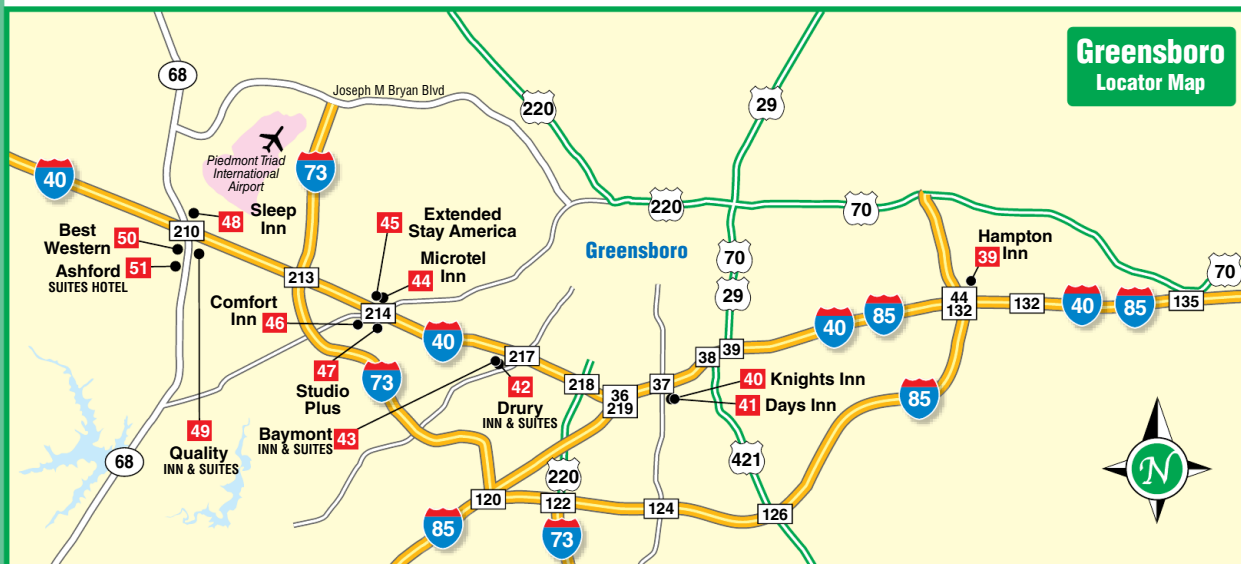 Greensboro
Locator Map
68
220
29
Joseph M Bryan Blvd
Piedmont Triad
International
Airport
73
40
220
70
48
Sleep
Inn
210
Best
Western
50
45
Extended
Stay America
Greensboro
Hampton
Inn
39
70
Ashford
SUITES HOTEL
51
44
Microtel
Inn
70
213
29
44
132
132
40
85
135
Comfort
Inn
46
214
40
40
85
217
38
39
47
Studio
Plus
73
42
Drury
INN & SUITES
218
36
219
37
40
Knights Inn
41
Days Inn
85
49
Quality
INN & SUITES
Baymont
INN & SUITES
43
68
220
421
N
120
122
124
126
85
73